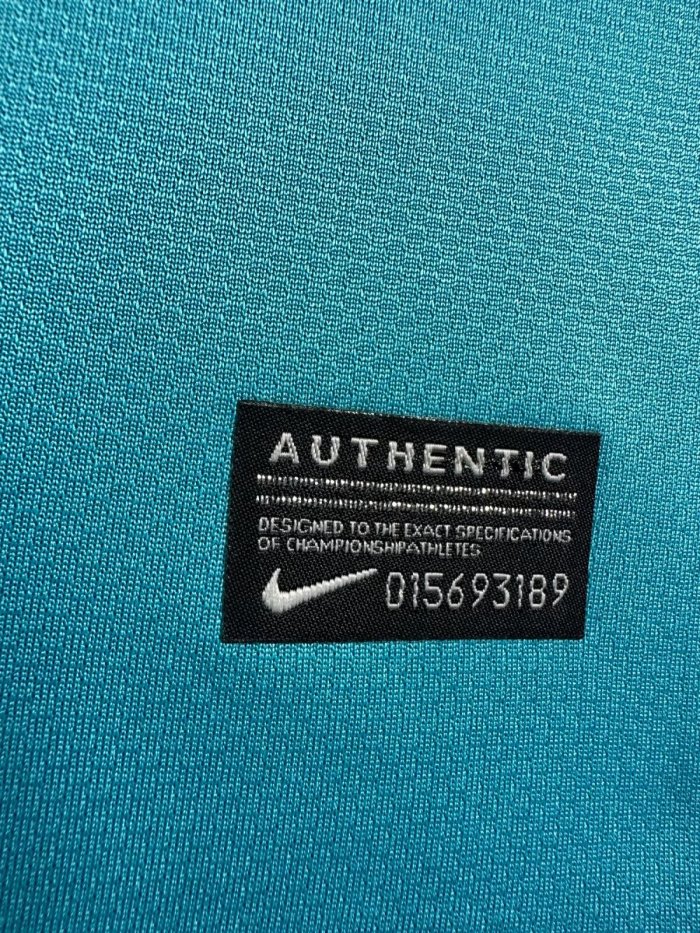 AUTHENTIC
DESIGNED TO THE EXACT SPECIFICATIONS
OF CHAMPIONSHIPATHLETES
015693189